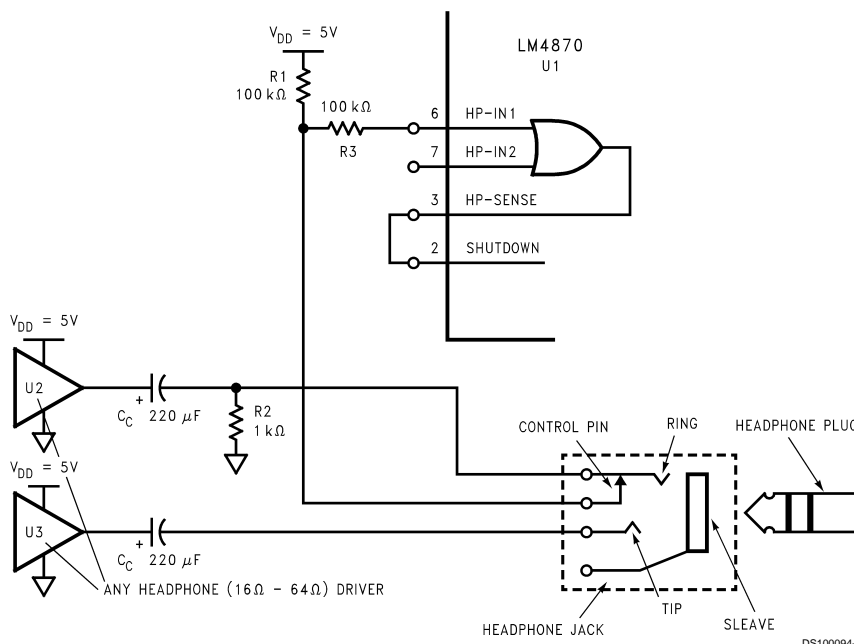 V_DD = 5V
LM4870
U1
R1
100 kΩ
100 kΩ
R3
6 HP-IN1
7 HP-IN2
3 HP-SENSE
2 SHUTDOWN
V_DD = 5V
U2
+
C_C 220 µF
R2
1 kΩ
CONTROL PIN
RING
HEADPHONE PLUG
V_DD = 5V
U3
+
C_C 220 µF
ANY HEADPHONE (16Ω - 64Ω) DRIVER
TIP
HEADPHONE JACK
SLEAVE
DS100094-